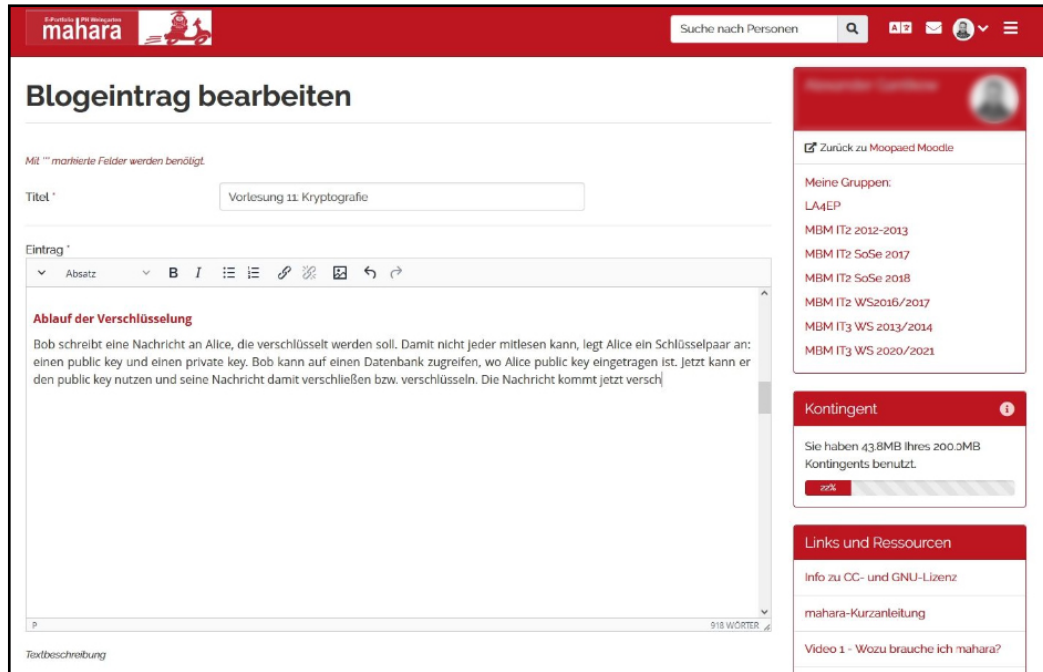 E-Portfolio | PH Weingarten
mahara
Suche nach Personen
Blogeintrag bearbeiten
Mit '*' markierte Felder werden benötigt.
Titel *
Vorlesung 11: Kryptografie
Eintrag *
Absatz
B I
Ablauf der Verschlüsselung
Bob schreibt eine Nachricht an Alice, die verschlüsselt werden soll. Damit nicht jeder mitlesen kann, legt Alice ein Schlüsselpaar an:
einen public key und einen private key. Bob kann auf einen Datenbank zugreifen, wo Alice public key eingetragen ist. Jetzt kann er
den public key nutzen und seine Nachricht damit verschließen bzw. verschlüsseln. Die Nachricht kommt jetzt versch
P
918 WÖRTER
Textbeschreibung
Zurück zu Moopaed Moodle
Meine Gruppen:
LA4EP
MBM IT2 2012-2013
MBM IT2 SoSe 2017
MBM IT2 SoSe 2018
MBM IT2 WS2016/2017
MBM IT3 WS 2013/2014
MBM IT3 WS 2020/2021
Kontingent
Sie haben 43.8MB Ihres 200.0MB
Kontingents benutzt.
22%
Links und Ressourcen
Info zu CC- und GNU-Lizenz
mahara-Kurzanleitung
Video 1 - Wozu brauche ich mahara?